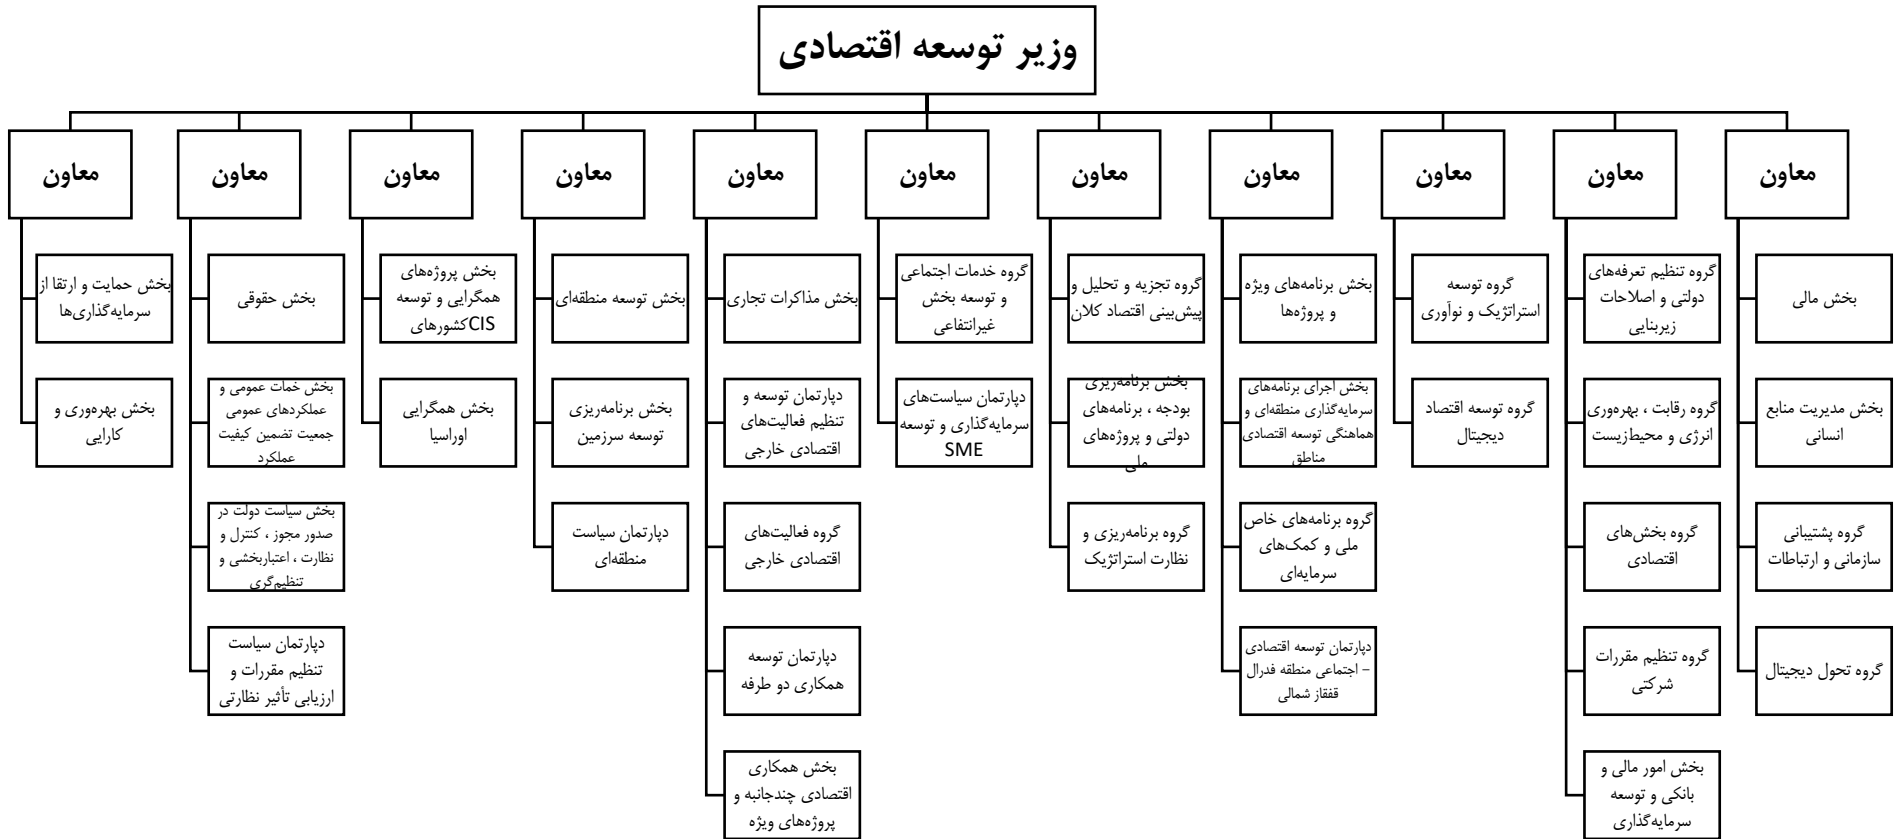 وزیر توسعه اقتصادی
معاون
بخش مالی
بخش مدیریت منابع
انسانی
گروه پشتیبانی
سازمانی و ارتباطات
گروه تحول دیجیتال
معاون
گروه تنظیم تعرفه‌های
دولتی و اصلاحات
زیربنایی
گروه رقابت ، بهره‌وری
انرژی و محیط‌زیست
گروه بخش‌های
اقتصادی
گروه تنظیم مقررات
شرکتی
بخش امور مالی و
بانکی و توسعه
سرمایه‌گذاری
معاون
گروه توسعه
استراتژیک و نوآوری
گروه توسعه اقتصاد
دیجیتال
معاون
بخش برنامه‌های ویژه
و پروژه‌ها
بخش اجرای برنامه‌های
سرمایه‌گذاری منطقه‌ای و
هماهنگی توسعه اقتصادی
مناطق
گروه برنامه‌های خاص
ملی و کمک‌های
سرمایه‌ای
دپارتمان توسعه اقتصادی
– اجتماعی منطقه فدرال
قفقاز شمالی
معاون
گروه تجزیه و تحلیل و
پیش‌بینی اقتصاد کلان
بخش برنامه‌ریزی
بودجه ، برنامه‌های
دولتی و پروژه‌های
ملی
گروه برنامه‌ریزی و
نظارت استراتژیک
معاون
گروه خدمات اجتماعی
و توسعه بخش
غیرانتفاعی
دپارتمان سیاست‌های
سرمایه‌گذاری و توسعه
SME
معاون
بخش مذاکرات تجاری
دپارتمان توسعه و
تنظیم فعالیت‌های
اقتصادی خارجی
گروه فعالیت‌های
اقتصادی خارجی
دپارتمان توسعه
همکاری دو طرفه
بخش همکاری
اقتصادی چندجانبه و
پروژه‌های ویژه
معاون
بخش توسعه منطقه‌ای
بخش برنامه‌ریزی
توسعه سرزمین
دپارتمان سیاست
منطقه‌ای
معاون
بخش پروژه‌های
همگرایی و توسعه
کشورهای CIS
بخش همگرایی
اوراسیا
معاون
بخش حقوقی
بخش خمات عمومی و
عملکردهای عمومی
جمعیت تضمین کیفیت
عملکرد
بخش سیاست دولت در
صدور مجوز ، کنترل و
نظارت ، اعتباربخشی و
تنظیم‌گری
دپارتمان سیاست
تنظیم مقررات و
ارزیابی تأثیر نظارتی
معاون
بخش حمایت و ارتقا از
سرمایه‌گذاری‌ها
بخش بهره‌وری و
کارایی